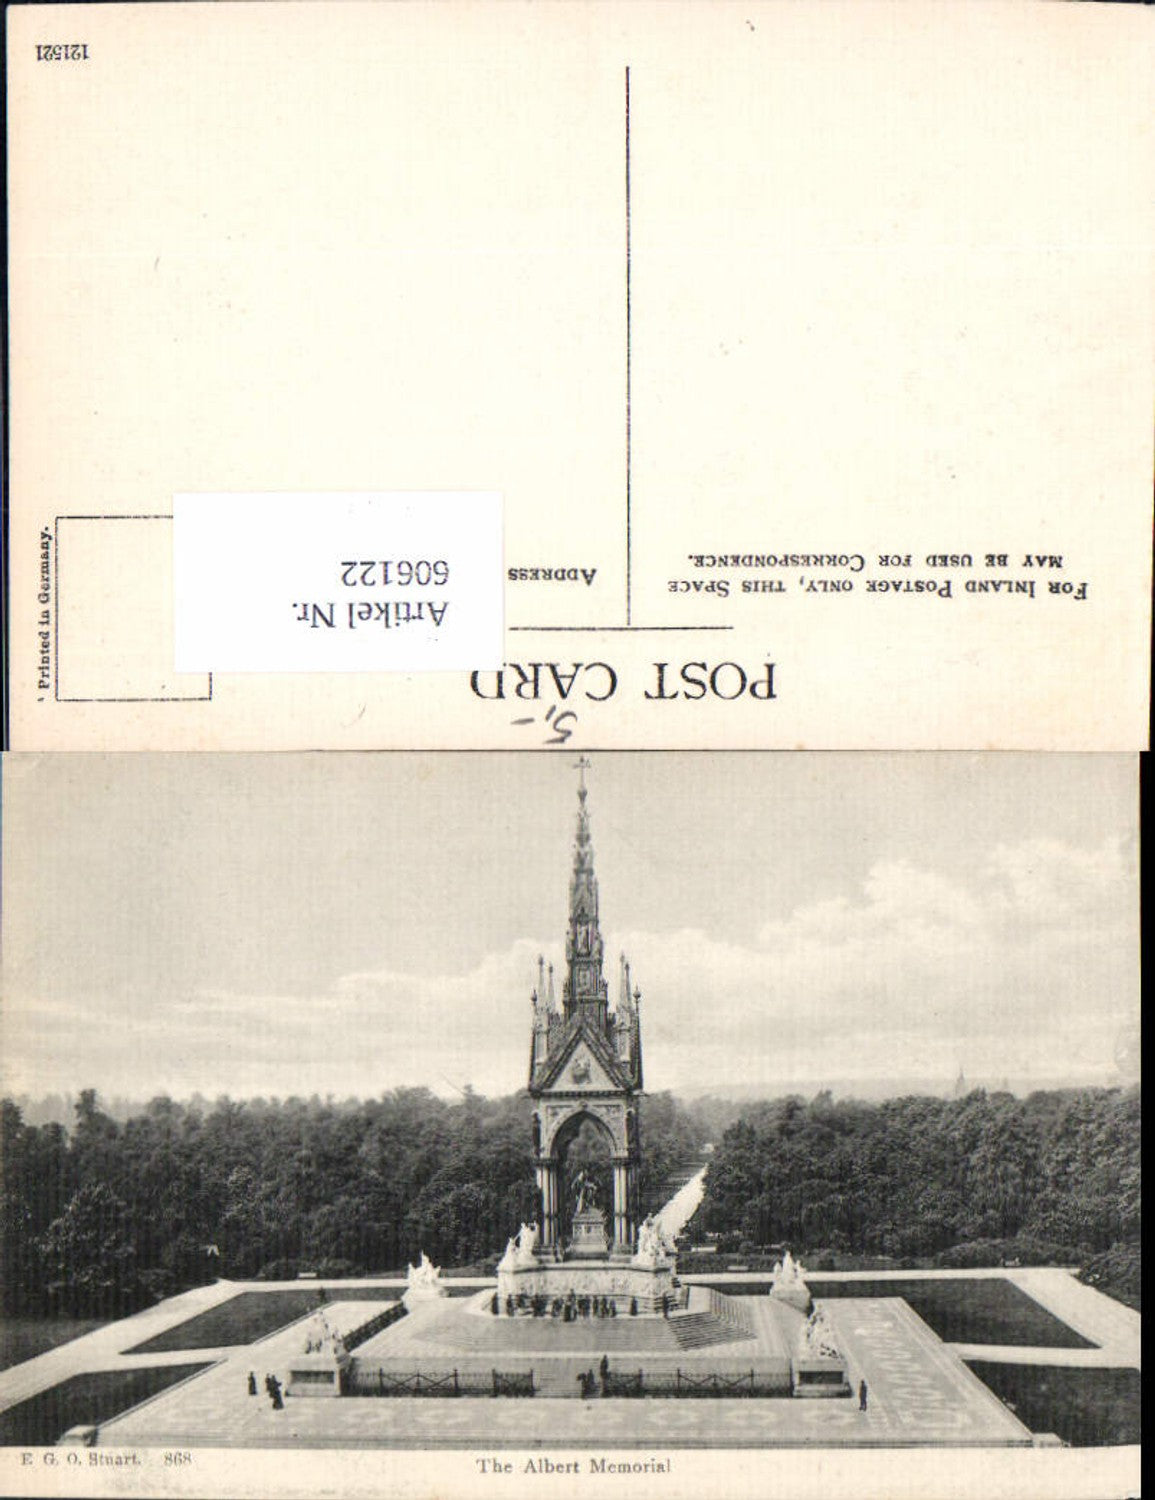 POST CARD
FOR INLAND POSTAGE ONLY, THIS SPACE
MAY BE USED FOR CORRESPONDENCE.
ADDRESS
Artikel Nr.
606122
Printed in Germany.
121521
5,-
E G. O. Stuart. 868
The Albert Memorial